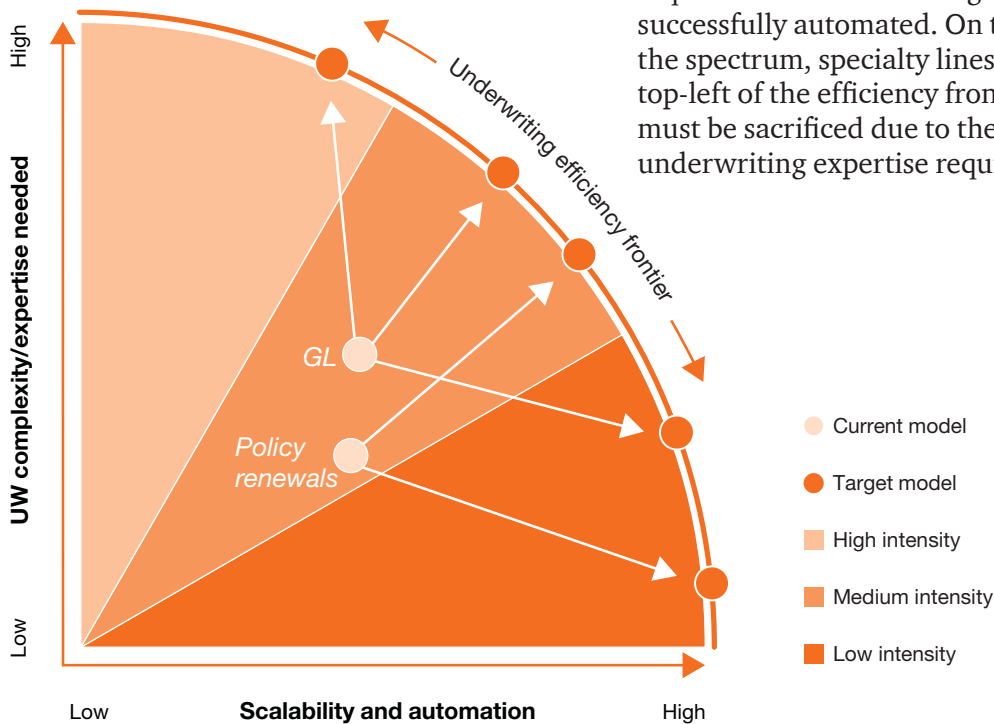 successfully automated. On t
the spectrum, specialty lines
top-left of the efficiency fron
must be sacrificed due to the
underwriting expertise requi
High
Underwriting efficiency frontier
UW complexity/expertise needed
GL
Policy
renewals
Low
Low
Scalability and automation
High
Current model
Target model
High intensity
Medium intensity
Low intensity